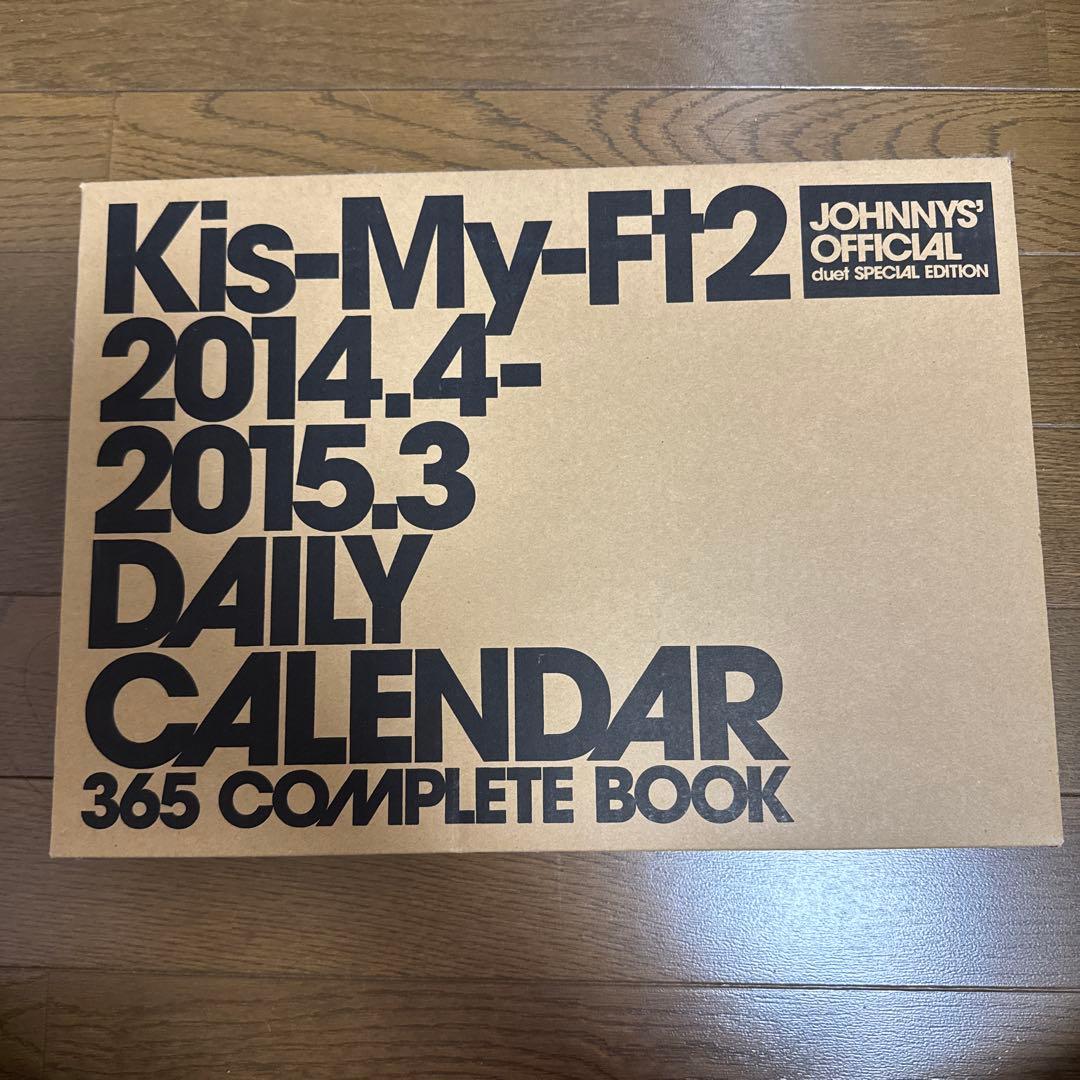 Kis-My-Ft2
JOHNNYS'
OFFICIAL
duet SPECIAL EDITION
2014.4-
2015.3
DAILY
CALENDAR
365 COMPLETE BOOK